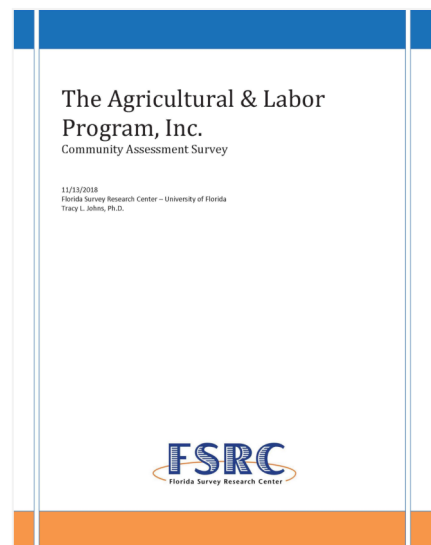 The Agricultural & Labor
Program, Inc.
Community Assessment Survey
11/13/2018
Florida Survey Research Center – University of Florida
Tracy L. Johns, Ph.D.
FSRC
Florida Survey Research Center